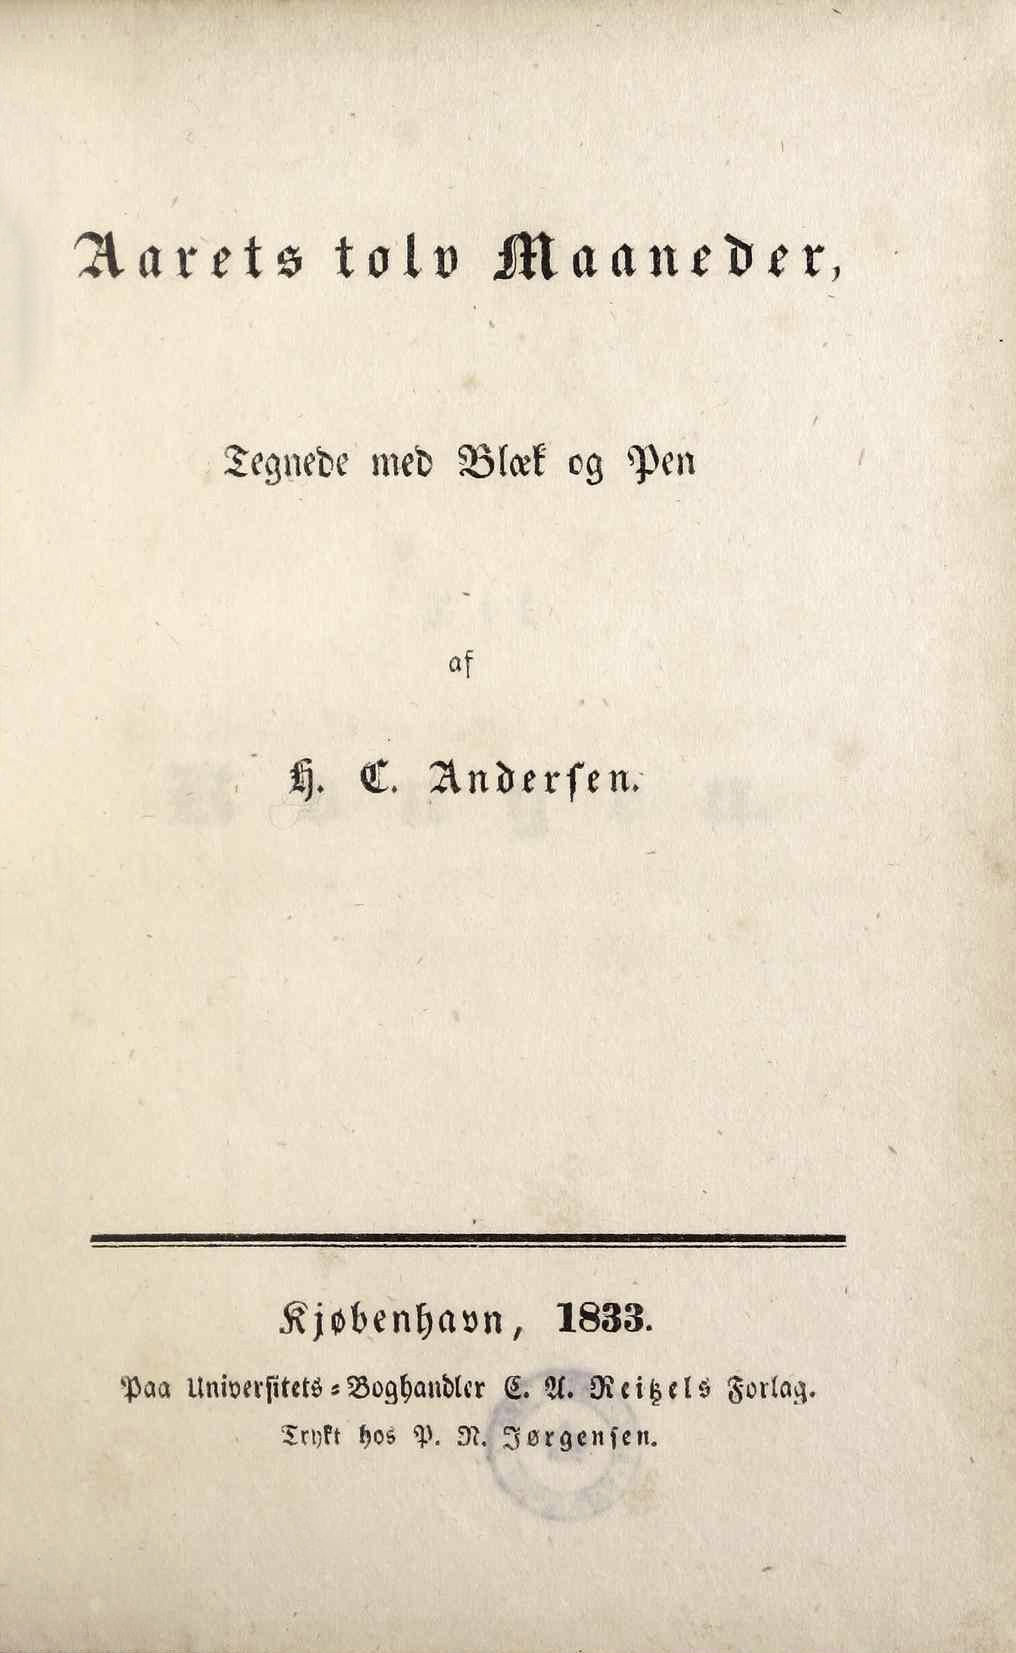 Aarets tolv Maaneder,
Tegnede med Blæk og Pen
af
H. C. Andersen.
Kjøbenhavn, 1833.
Paa Universitets-Boghandler C. A. Reitzels Forlag.
Trykt hos P. N. Jørgensen.